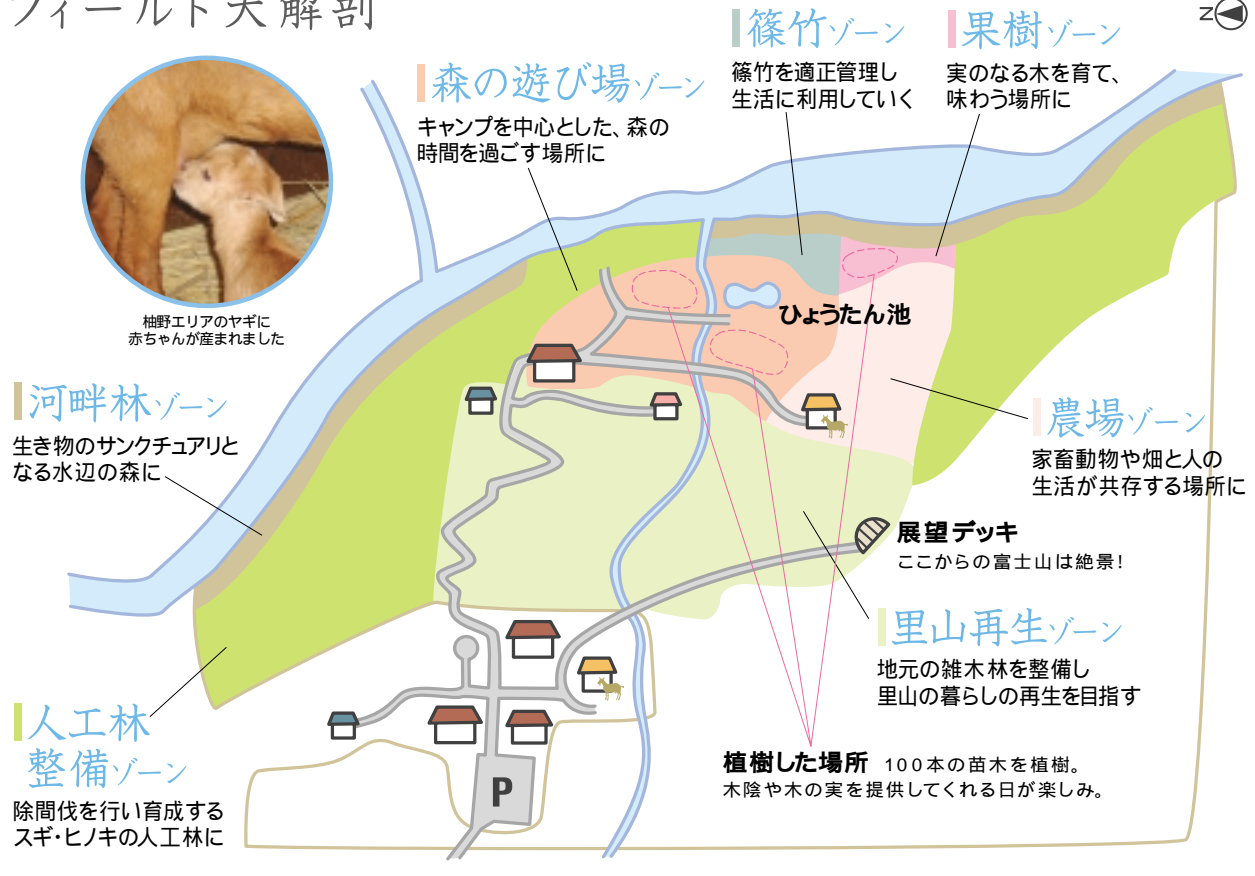 フィールド大解剖
N
篠竹ゾーン
篠竹を適正管理し
生活に利用していく
果樹ゾーン
実のなる木を育て、
味わう場所に
森の遊び場ゾーン
キャンプを中心とした、森の
時間を過ごす場所に
柚野エリアのヤギに
赤ちゃんが産まれました
ひょうたん池
河畔林ゾーン
生き物のサンクチュアリと
なる水辺の森に
農場ゾーン
家畜動物や畑と人の
生活が共存する場所に
展望デッキ
ここからの富士山は絶景!
里山再生ゾーン
地元の雑木林を整備し
里山の暮らしの再生を目指す
人工林
整備ゾーン
除間伐を行い育成する
スギ・ヒノキの人工林に
植樹した場所 100本の苗木を植樹。
木陰や木の実を提供してくれる日が楽しみ。
P